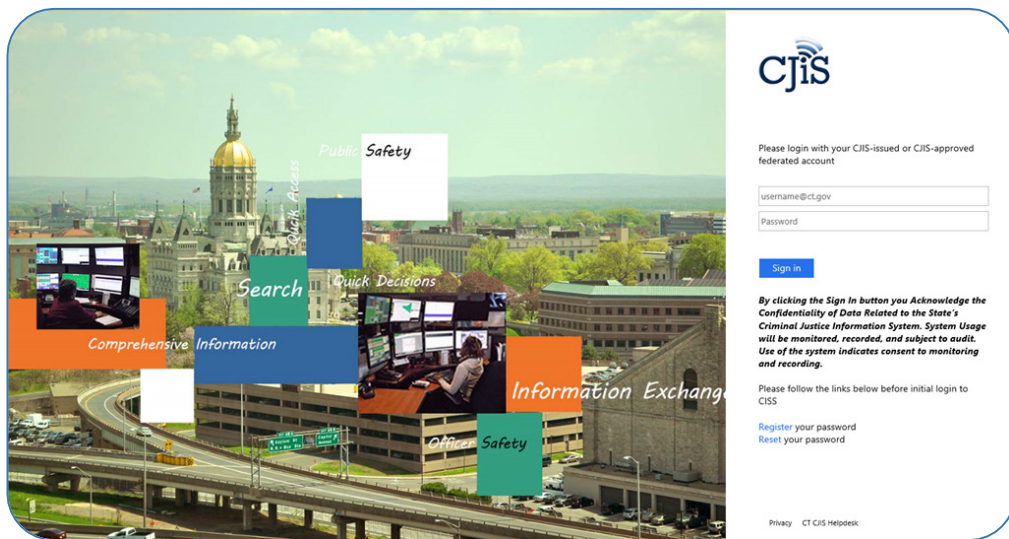 Public Safety
Qucik Access
Search
Quick Decisions
Comprehensive Information
Information Exchang
Officer Safety
CJiS
Please login with your CJIS-issued or CJIS-approved
federated account
username@ct.gov
Password
Sign in
By clicking the Sign In button you Acknowledge the
Confidentiality of Data Related to the State's
Criminal Justice Information System. System Usage
will be monitored, recorded, and subject to audit.
Use of the system indicates consent to monitoring
and recording.
Please follow the links below before initial login to
CISS
Register your password
Reset your password
Privacy CT CJIS Helpdesk